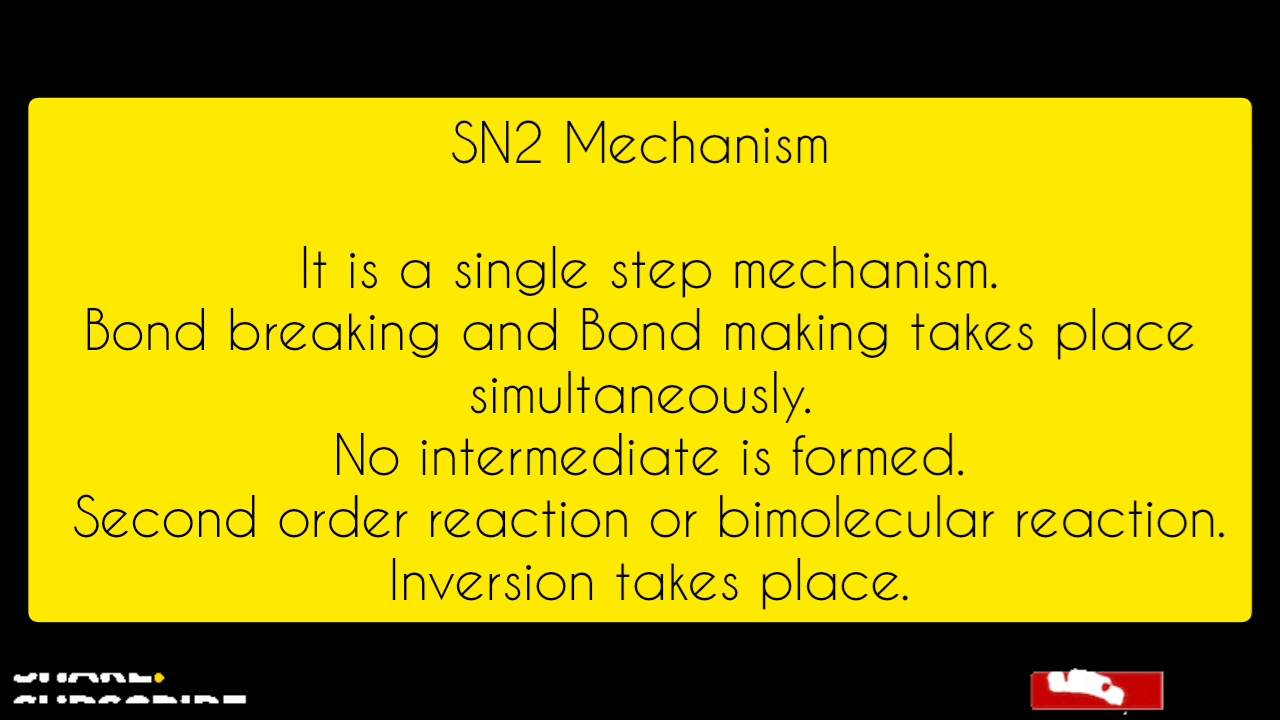 SN2 Mechanism
It is a single step mechanism.
Bond breaking and Bond making takes place
simultaneously.
No intermediate is formed.
Second order reaction or bimolecular reaction.
Inversion takes place.